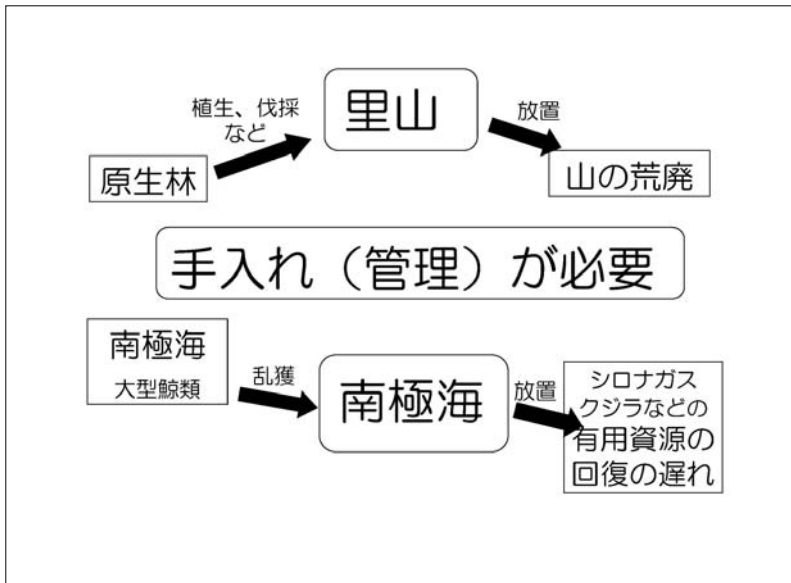 植生、伐採
など
里山
放置
原生林
山の荒廃
手入れ（管理）が必要
南極海
大型鯨類
乱獲
南極海
放置
シロナガス
クジラなどの
有用資源の
回復の遅れ